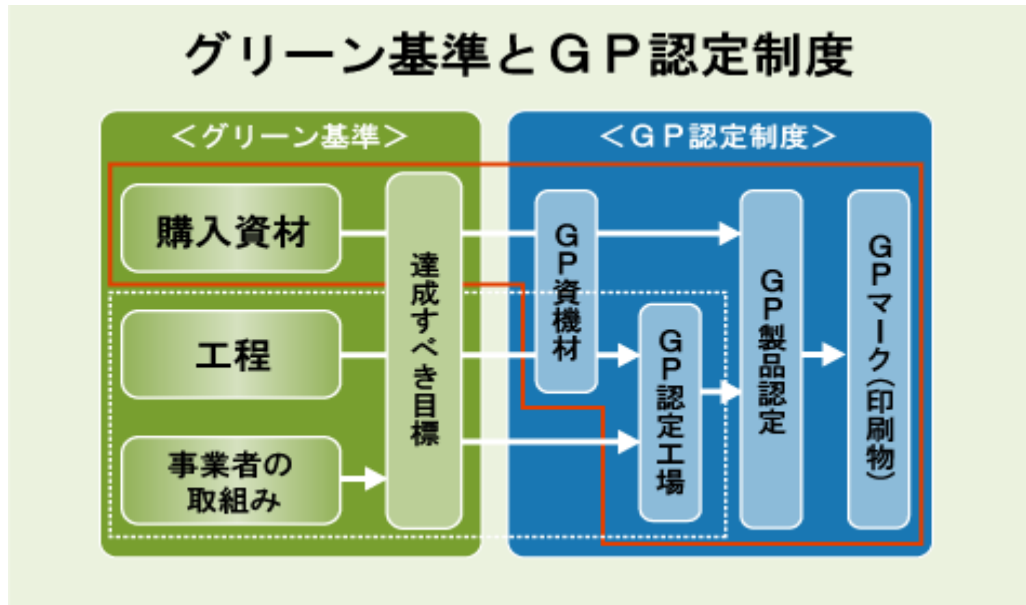 グリーン基準とGP認定制度
<グリーン基準>
<GP認定制度>
購入資材
工程
事業者の
取組み
達成すべき目標
GP資機材
GP認定工場
GP製品認定
GPマーク(印刷物)